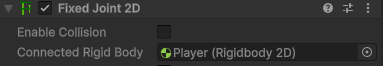 Fixed Joint 2D
Enable Collision
Connected Rigid Body Player (Rigidbody 2D)